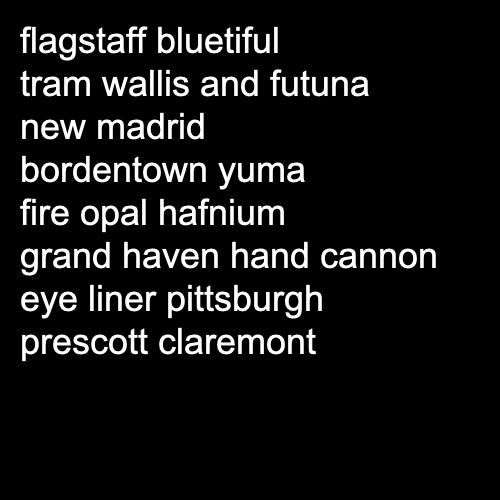 flagstaff bluetiful
tram wallis and futuna
new madrid
bordentown yuma
fire opal hafnium
grand haven hand cannon
eye liner pittsburgh
prescott claremont